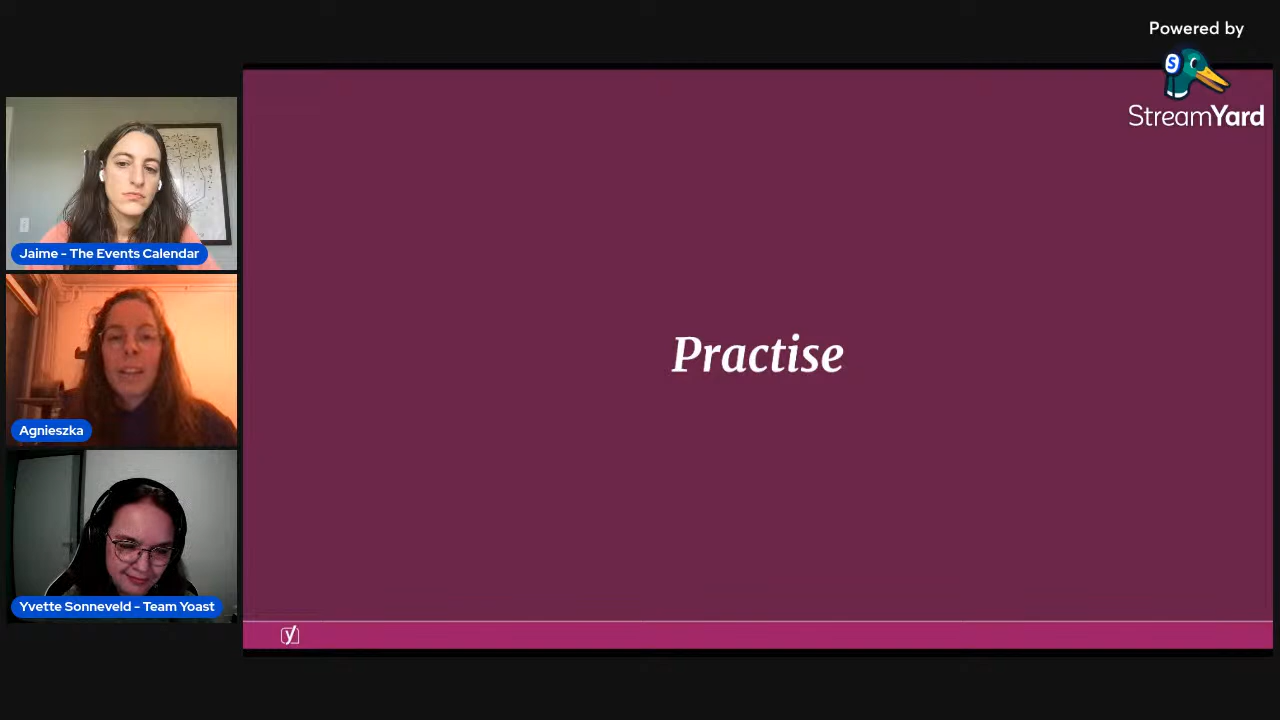 Powered by
S
StreamYard
Jaime - The Events Calendar
Agnieszka
Yvette Sonneveld - Team Yoast
Practise
y